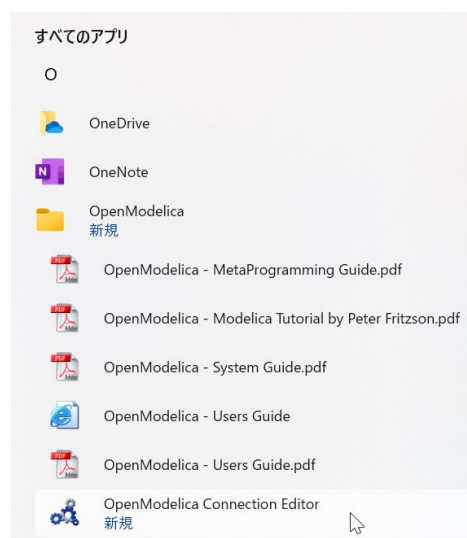 すべてのアプリ
O
OneDrive
OneNote
OpenModelica
新規
OpenModelica - MetaProgramming Guide.pdf
OpenModelica - Modelica Tutorial by Peter Fritzson.pdf
OpenModelica - System Guide.pdf
OpenModelica - Users Guide
OpenModelica - Users Guide.pdf
OpenModelica Connection Editor
新規